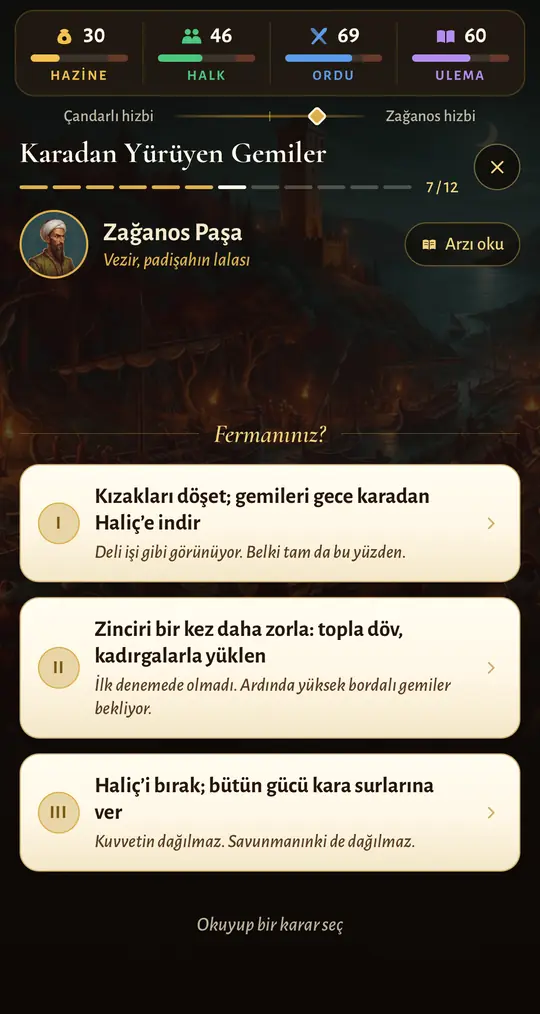 30 46 69 60
HAZİNE HALK ORDU ULEMA
Çandarlı hizbi Zağanos hizbi
Karadan Yürüyen Gemiler
7/12
Zağanos Paşa
Vezir, padişahın lalası
Arzı oku
Fermanınız?
I
Kızakları döşet; gemileri gece karadan
Haliç’e indir
Deli işi gibi görünüyor. Belki tam da bu yüzden.
II
Zinciri bir kez daha zorla: topla döv,
kadırgalarla yüklen
İlk denemede olmadı. Ardında yüksek bordalı gemiler
bekliyor.
III
Haliç’i bırak; bütün gücü kara surlarına
ver
Kuvvetin dağılmaz. Savunmanınki de dağılmaz.
Okuyup bir karar seç